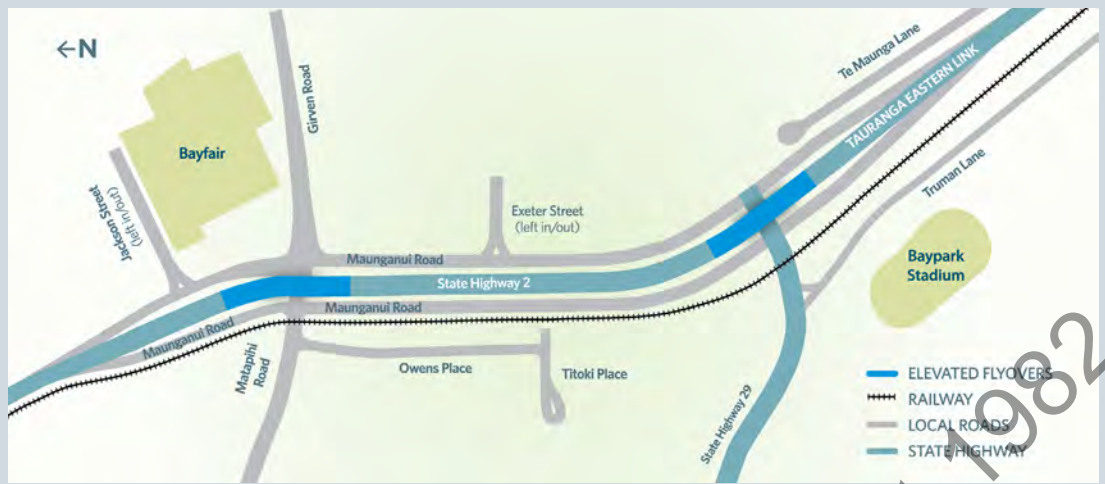 ←N
Bayfair
Girven Road
Jackson Street
(left in/out)
Te Maunga Lane
TAURANGA EASTERN LINK
Truman Lane
Exeter Street
(left in/out)
Maunganui Road
State Highway 2
Maunganui Road
Maunganui Road
Baypark
Stadium
Matapihi
Road
Owens Place
Titoki Place
State Highway 29
ELEVATED FLYOVERS
RAILWAY
LOCAL ROADS
STATE HIGHWAY
1982